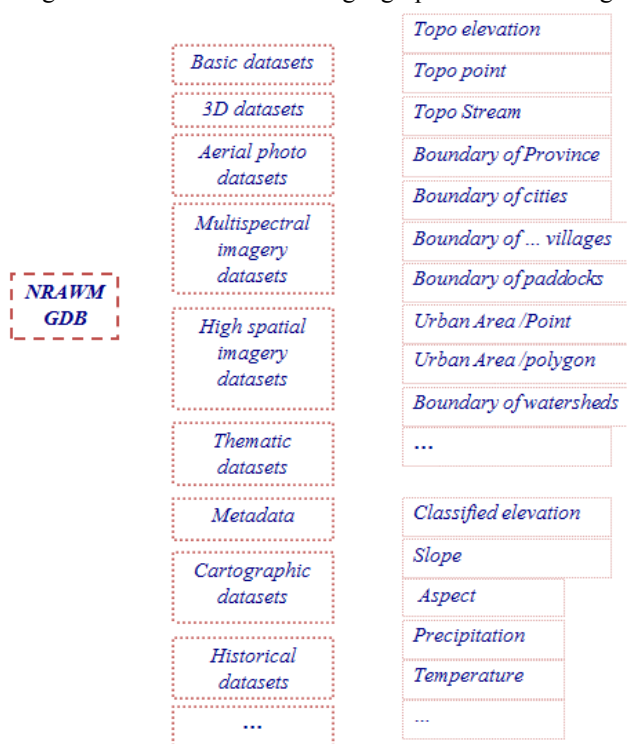 NRAWM
GDB
Basic datasets
3D datasets
Aerial photo
datasets
Multispectral
imagery
datasets
High spatial
imagery
datasets
Thematic
datasets
Metadata
Cartographic
datasets
Historical
datasets
...
Topo elevation
Topo point
Topo Stream
Boundary of Province
Boundary of cities
Boundary of ... villages
Boundary of paddocks
Urban Area /Point
Urban Area /polygon
Boundary of watersheds
...
Classified elevation
Slope
Aspect
Precipitation
Temperature
...